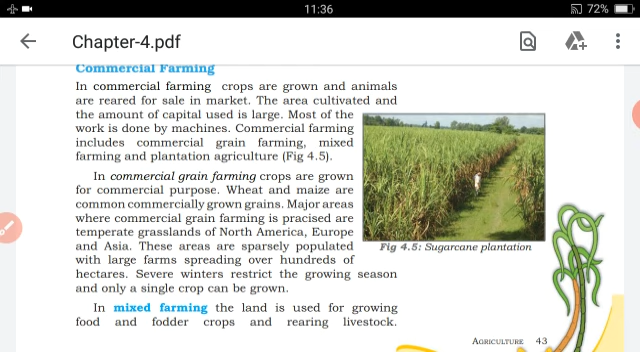 11:36
72%
Chapter-4.pdf
Commercial Farming
In commercial farming crops are grown and animals
are reared for sale in market. The area cultivated and
the amount of capital used is large. Most of the
work is done by machines. Commercial farming
includes commercial grain farming, mixed
farming and plantation agriculture (Fig 4.5).
In commercial grain farming crops are grown
for commercial purpose. Wheat and maize are
common commercially grown grains. Major areas
where commercial grain farming is pracised are
temperate grasslands of North America, Europe
and Asia. These areas are sparsely populated
with large farms spreading over hundreds of
hectares. Severe winters restrict the growing season
and only a single crop can be grown.
In mixed farming the land is used for growing
food and fodder crops and rearing livestock.
Fig 4.5: Sugarcane plantation
AGRICULTURE 43